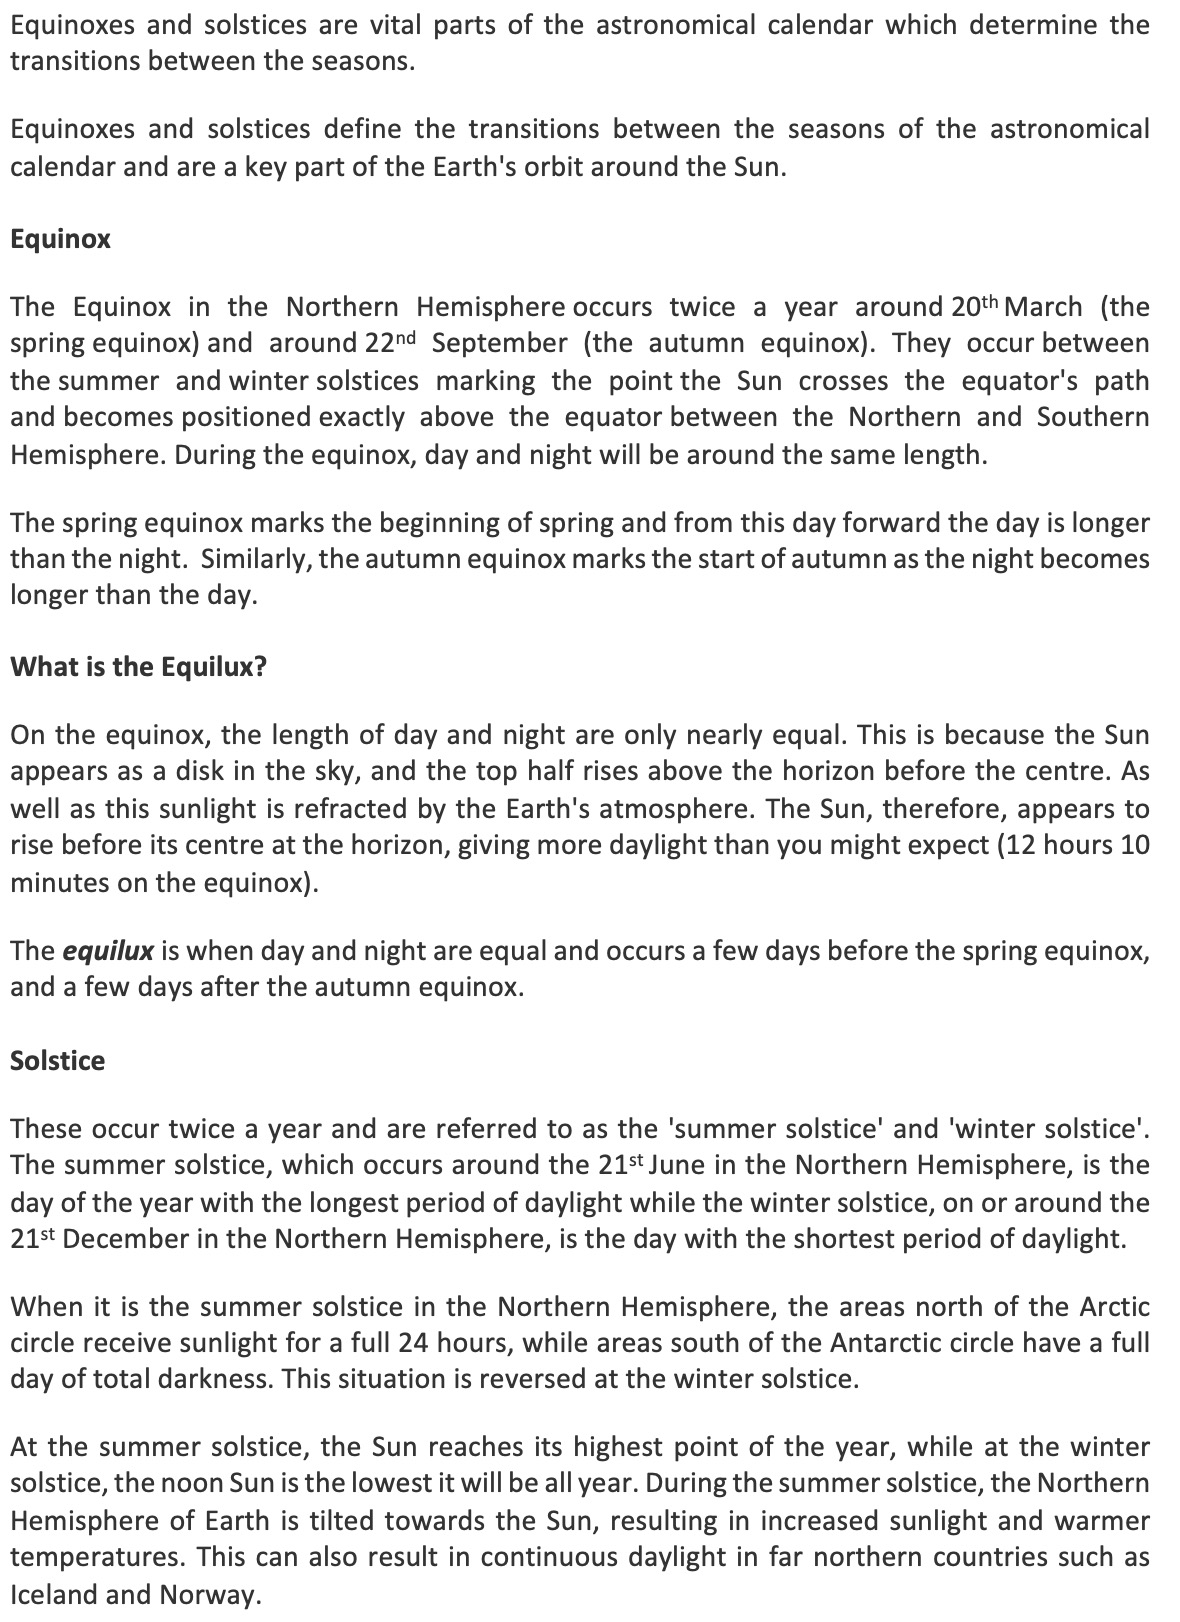 Equinoxes and solstices are vital parts of the astronomical calendar which determine the
transitions between the seasons.
Equinoxes and solstices define the transitions between the seasons of the astronomical
calendar and are a key part of the Earth's orbit around the Sun.
Equinox
The Equinox in the Northern Hemisphere occurs twice a year around 20th March (the
spring equinox) and around 22nd September (the autumn equinox). They occur between
the summer and winter solstices marking the point the Sun crosses the equator's path
and becomes positioned exactly above the equator between the Northern and Southern
Hemisphere. During the equinox, day and night will be around the same length.
The spring equinox marks the beginning of spring and from this day forward the day is longer
than the night. Similarly, the autumn equinox marks the start of autumn as the night becomes
longer than the day.
What is the Equilux?
On the equinox, the length of day and night are only nearly equal. This is because the Sun
appears as a disk in the sky, and the top half rises above the horizon before the centre. As
well as this sunlight is refracted by the Earth's atmosphere. The Sun, therefore, appears to
rise before its centre at the horizon, giving more daylight than you might expect (12 hours 10
minutes on the equinox).
The equilux is when day and night are equal and occurs a few days before the spring equinox,
and a few days after the autumn equinox.
Solstice
These occur twice a year and are referred to as the 'summer solstice' and 'winter solstice'.
The summer solstice, which occurs around the 21st June in the Northern Hemisphere, is the
day of the year with the longest period of daylight while the winter solstice, on or around the
21st December in the Northern Hemisphere, is the day with the shortest period of daylight.
When it is the summer solstice in the Northern Hemisphere, the areas north of the Arctic
circle receive sunlight for a full 24 hours, while areas south of the Antarctic circle have a full
day of total darkness. This situation is reversed at the winter solstice.
At the summer solstice, the Sun reaches its highest point of the year, while at the winter
solstice, the noon Sun is the lowest it will be all year. During the summer solstice, the Northern
Hemisphere of Earth is tilted towards the Sun, resulting in increased sunlight and warmer
temperatures. This can also result in continuous daylight in far northern countries such as
Iceland and Norway.